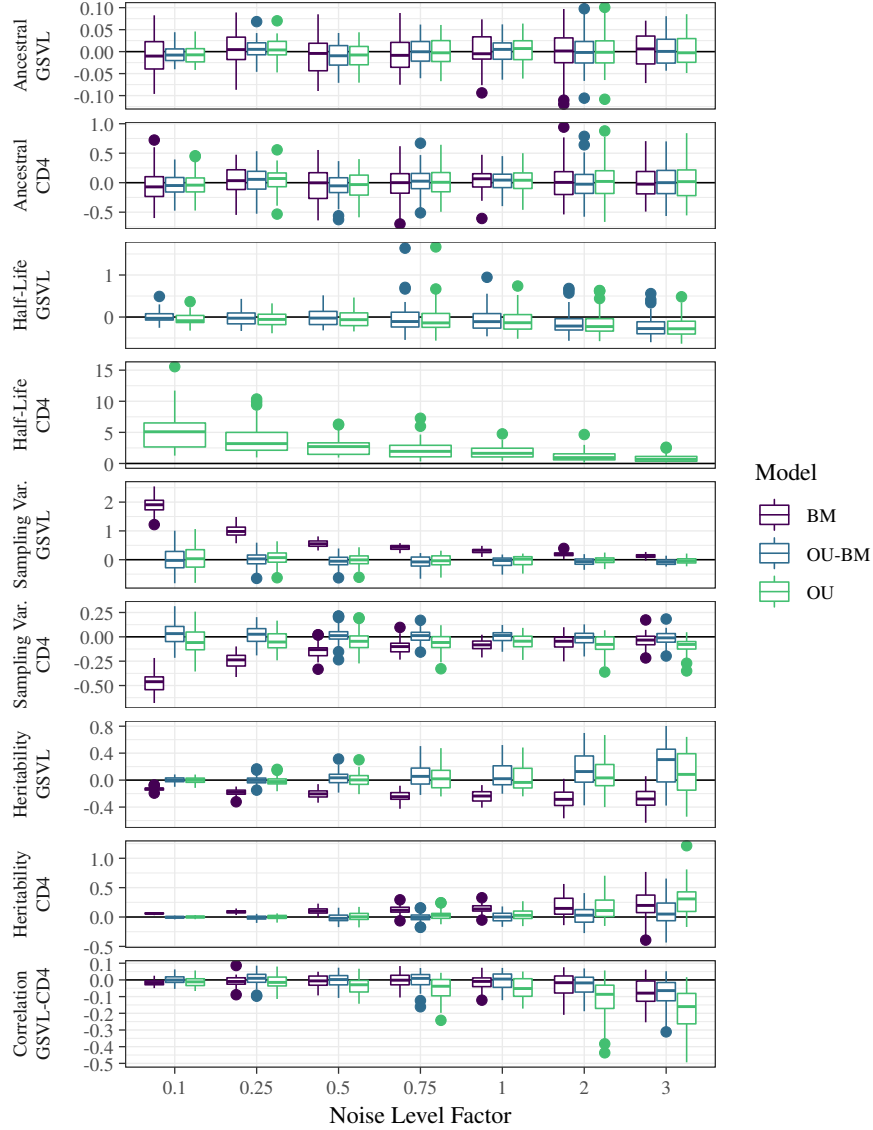 Ancestral
GSVL
0.10
0.05
0.00
-0.05
-0.10
Ancestral
CD4
1.0
0.5
0.0
-0.5
Half-Life
GSVL
1
0
Half-Life
CD4
15
10
5
0
Sampling Var.
GSVL
2
1
0
Sampling Var.
CD4
0.25
0.00
-0.25
-0.50
Heritability
GSVL
0.8
0.4
0.0
-0.4
Heritability
CD4
1.0
0.5
0.0
-0.5
Correlation
GSVL-CD4
0.1
0.0
-0.1
-0.2
-0.3
-0.4
-0.5
0.1 0.25 0.5 0.75 1 2 3
Noise Level Factor
Model
BM
OU-BM
OU